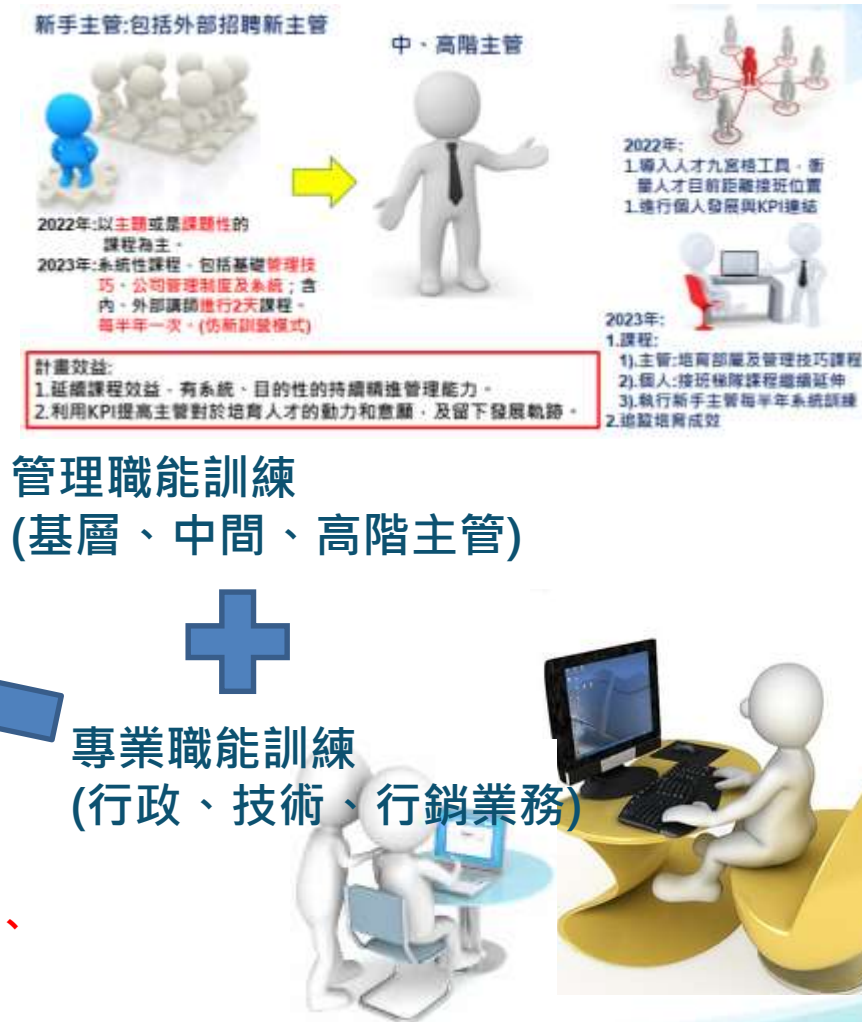 新手主管:包括外部招聘新主管
2022年:以主題或是課題性的
課程為主。
2023年:系統性課程。包括基礎管理技
巧、公司管理制度及系統；含
內、外部講師進行2天課程。
每半年一次。(仿新訓營模式)
中、高階主管
2022年:
1.導入人才九宮格工具，衡
量人才目前距離接班位置
1.進行個人發展與KPI連結
2023年:
1.課程:
1).主管:培育部屬及管理技巧課程
2).個人:接班梯隊課程繼續延伸
3).執行新手主管每半年系統訓練
2.追蹤培育成效
計畫效益:
1.延續課程效益，有系統、目的性的持續精進管理能力。
2.利用KPI提高主管對於培育人才的動力和意願，及留下發展軌跡。
管理職能訓練
(基層、中間、高階主管)
專業職能訓練
(行政、技術、行銷業務)
、